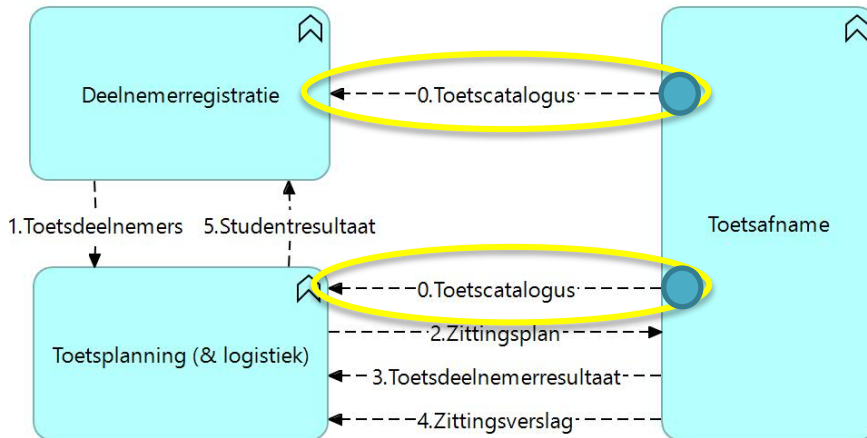 Deelnemerregistratie
0.Toetscatalogus
Toetsafname
1.Toetsdeelnemers
5.Studentresultaat
0.Toetscatalogus
Toetsplanning (& logistiek)
2.Zittingsplan
3.Toetsdeelnemerresultaat
4.Zittingsverslag